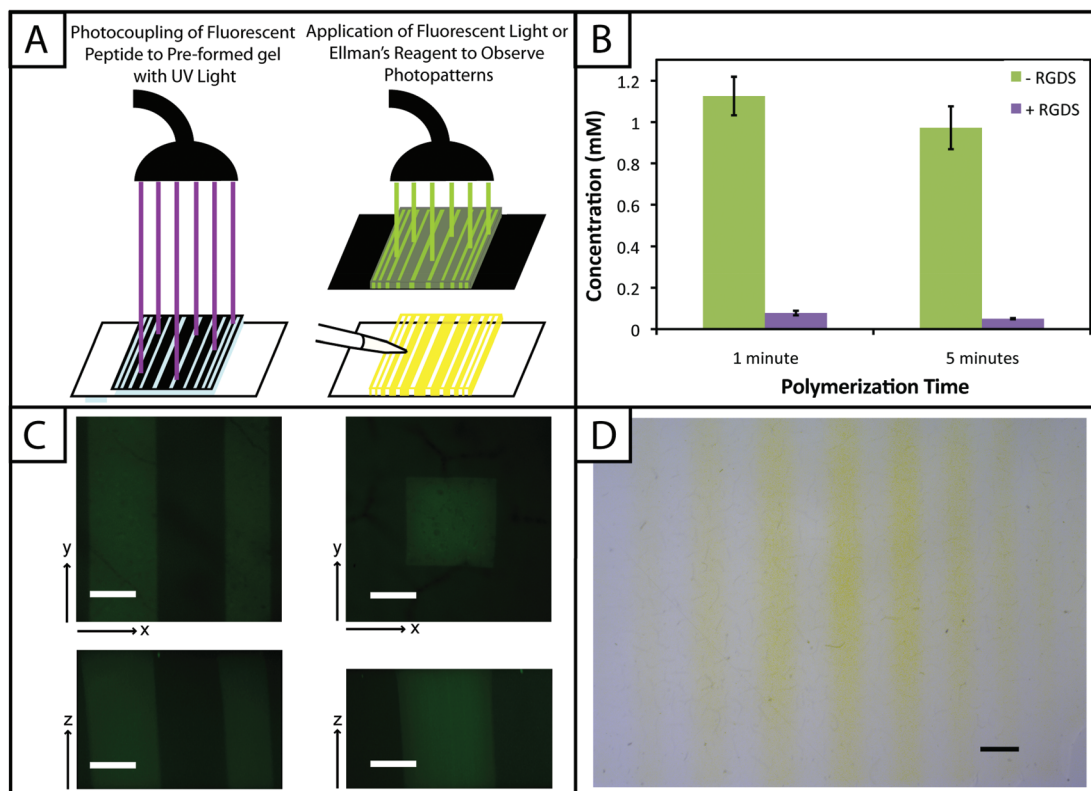 A
Photocoupling of Fluorescent
Peptide to Pre-formed gel
with UV Light
Application of Fluorescent Light or
Ellman's Reagent to Observe
Photopatterns
B
Concentration (mM)
1.2
1
0.8
0.6
0.4
0.2
0
- RGDS
+ RGDS
1 minute
5 minutes
Polymerization Time
C
y
x
y
x
z
z
D